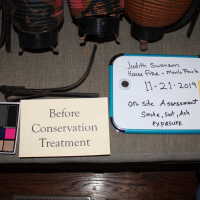 Judith Swanson
House Fire - Menlo Park
11-21-2019
On Site Assessment
Smoke, Soot, Ash
Exposure
Before
Conservation
Treatment